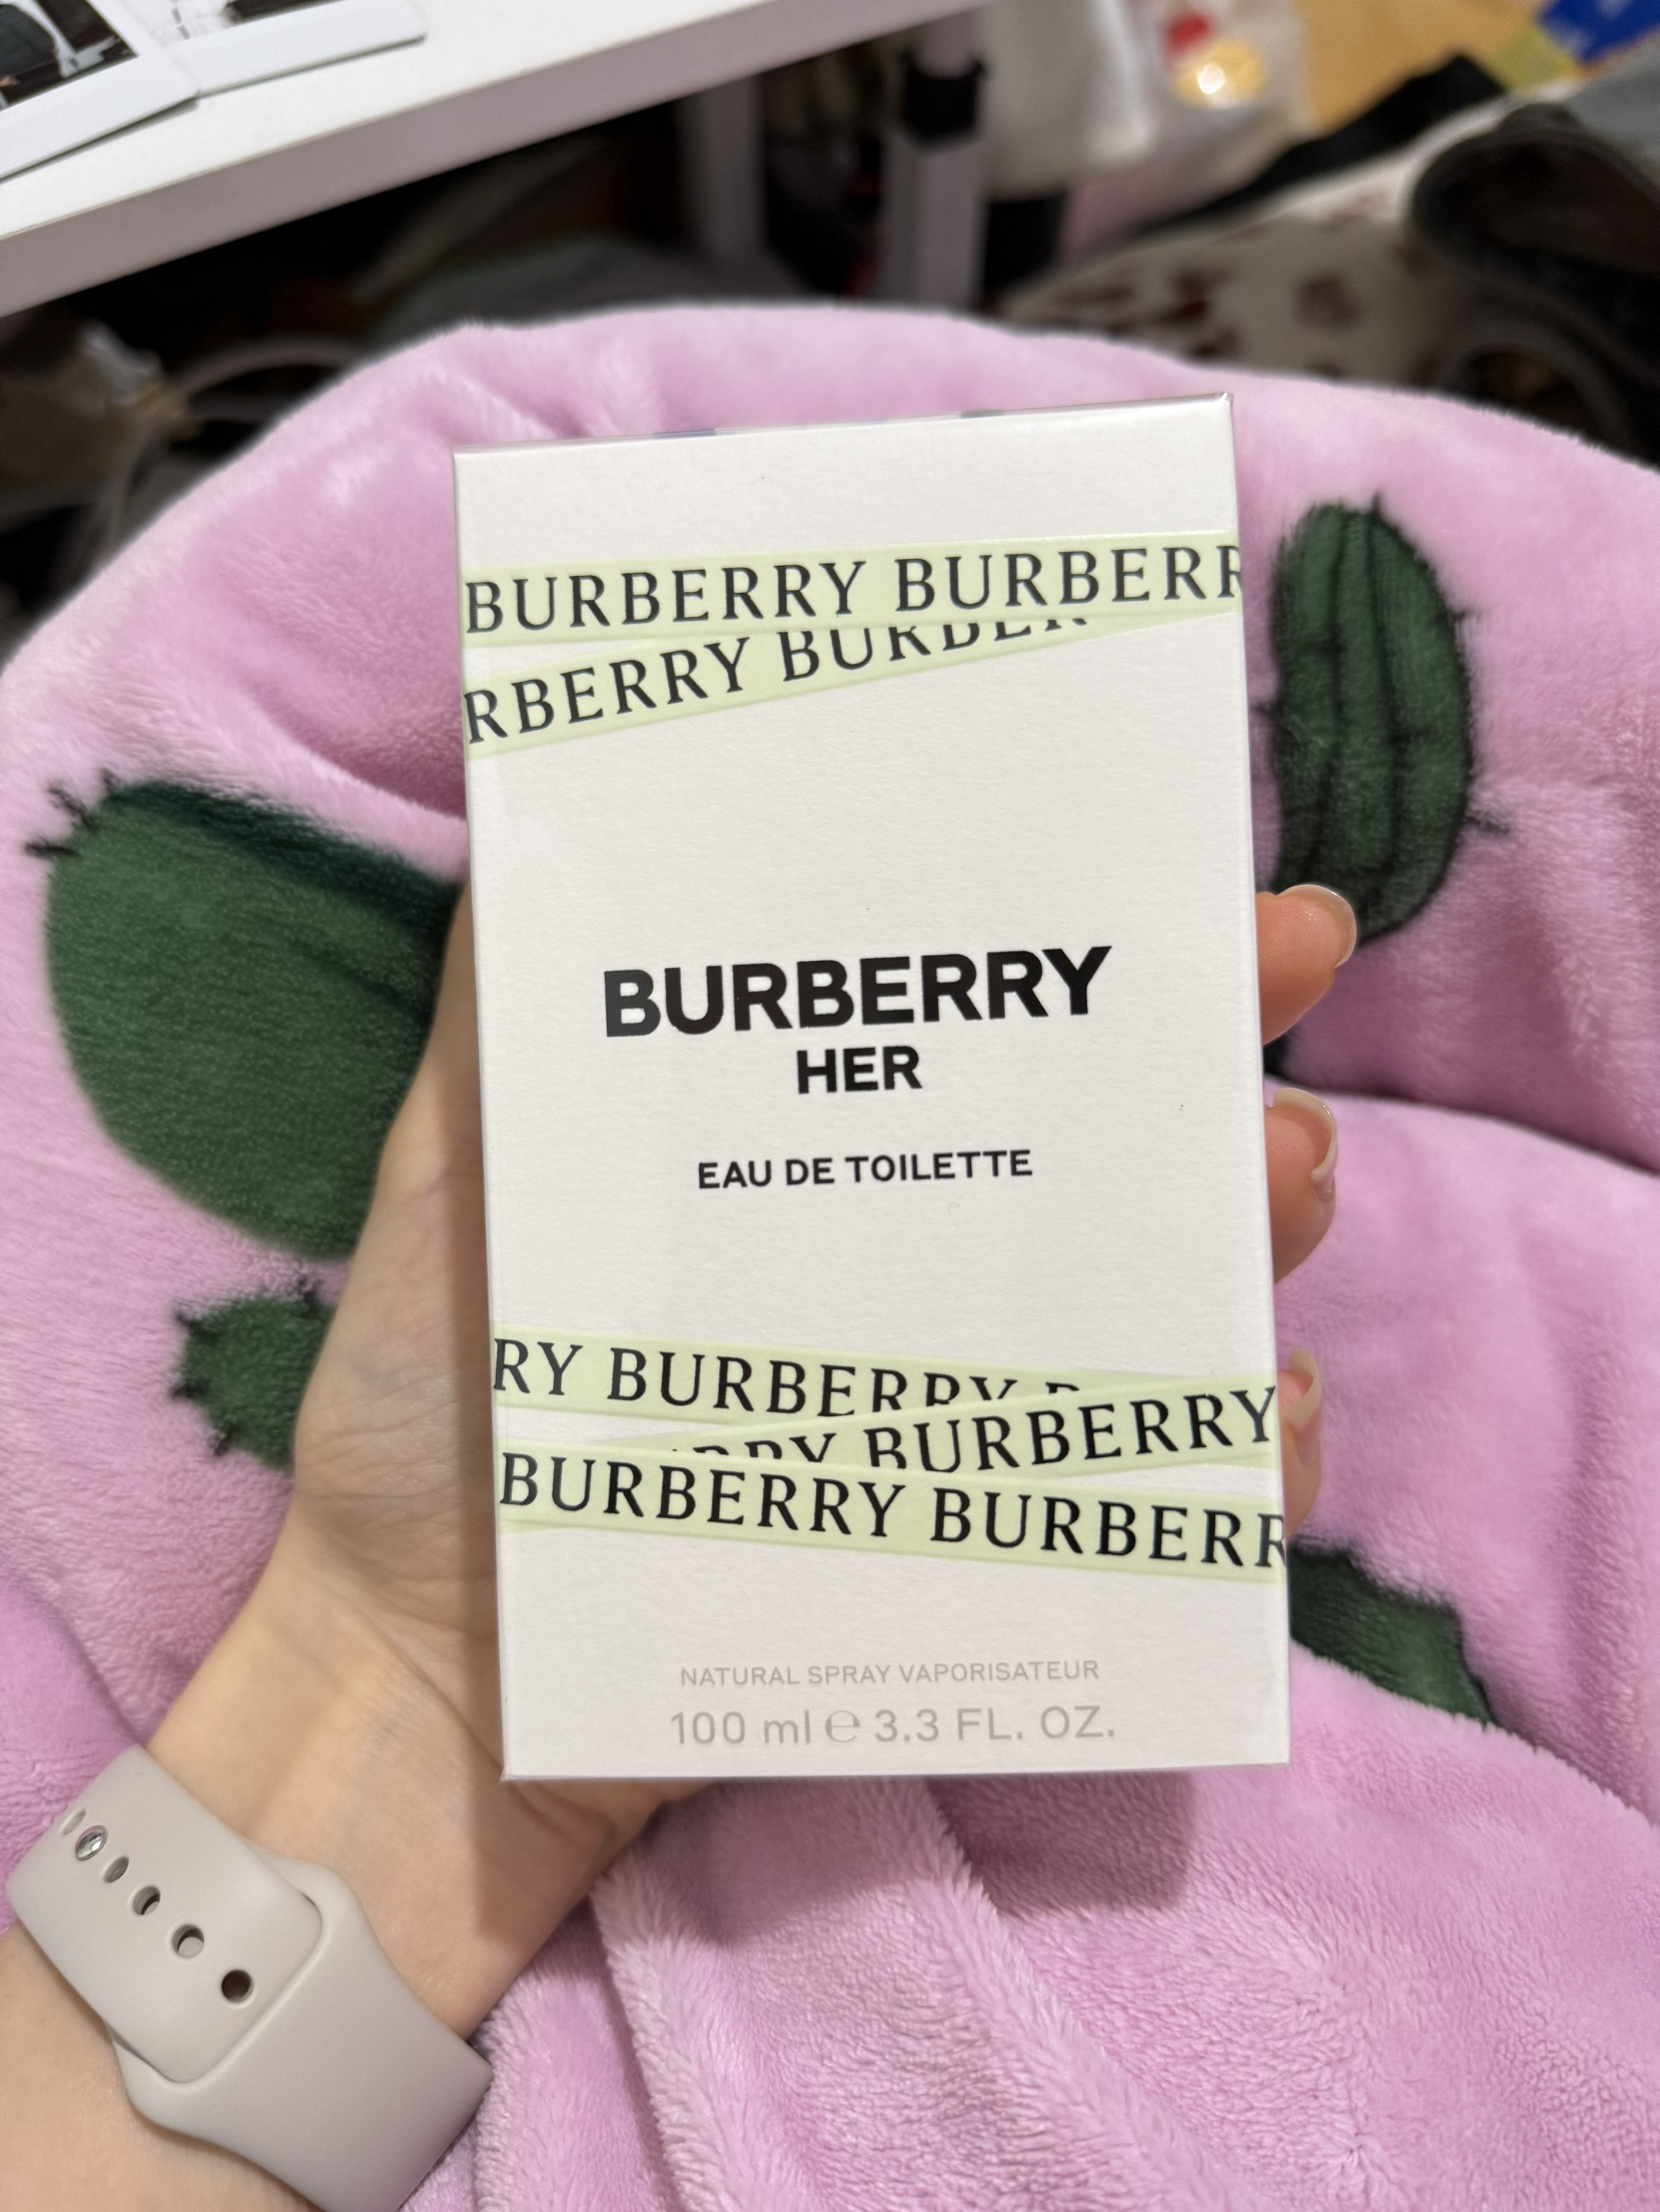 BURBERRY BURBERR
RBERRY BURBER
BURBERRY
HER
EAU DE TOILETTE
RY BURBERRY
RRY BURBERRY
BURBERRY BURBERR
NATURAL SPRAY VAPORISATEUR
100 ml ℮ 3.3 FL. OZ.